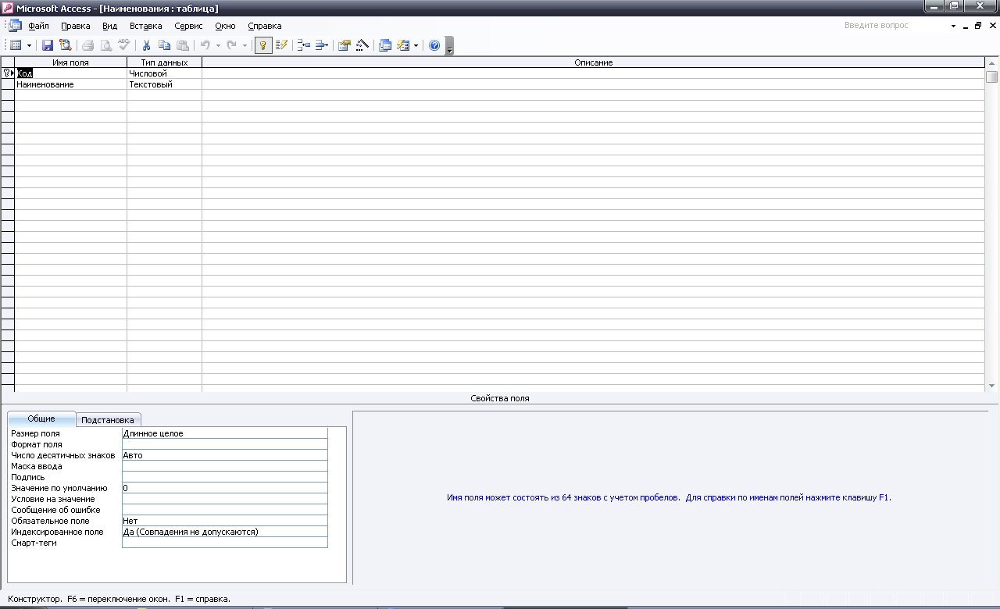 Microsoft Access - [Наименования : таблица]
Файл Правка Вид Вставка Сервис Окно Справка Введите вопрос
Имя поля Тип данных Описание
Код Числовой
Наименование Текстовый
Свойства поля
Общие Подстановка
Размер поля Длинное целое
Формат поля
Число десятичных знаков Авто
Маска ввода
Подпись
Значение по умолчанию 0
Условие на значение
Сообщение об ошибке
Обязательное поле Нет
Индексированное поле Да (Совпадения не допускаются)
Смарт-теги
Имя поля может состоять из 64 знаков с учетом пробелов. Для справки по именам полей нажмите клавишу F1.
Конструктор. F6 = переключение окон. F1 = справка.